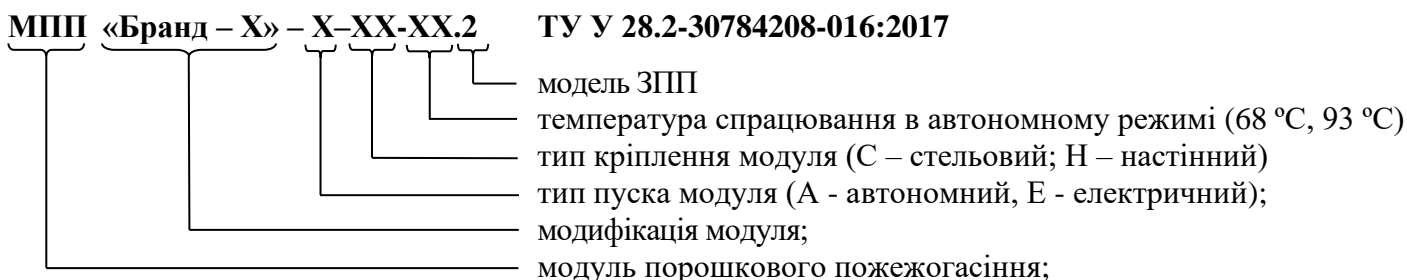 МПП «Бранд – Х» – Х–ХХ-ХХ.2 ТУ У 28.2-30784208-016:2017
модель ЗПП
температура спрацювання в автономному режимі (68 ºС, 93 ºС)
тип кріплення модуля (С – стельовий; Н – настінний)
тип пуска модуля (А - автономний, Е - електричний);
модифікація модуля;
модуль порошкового пожежогасіння;